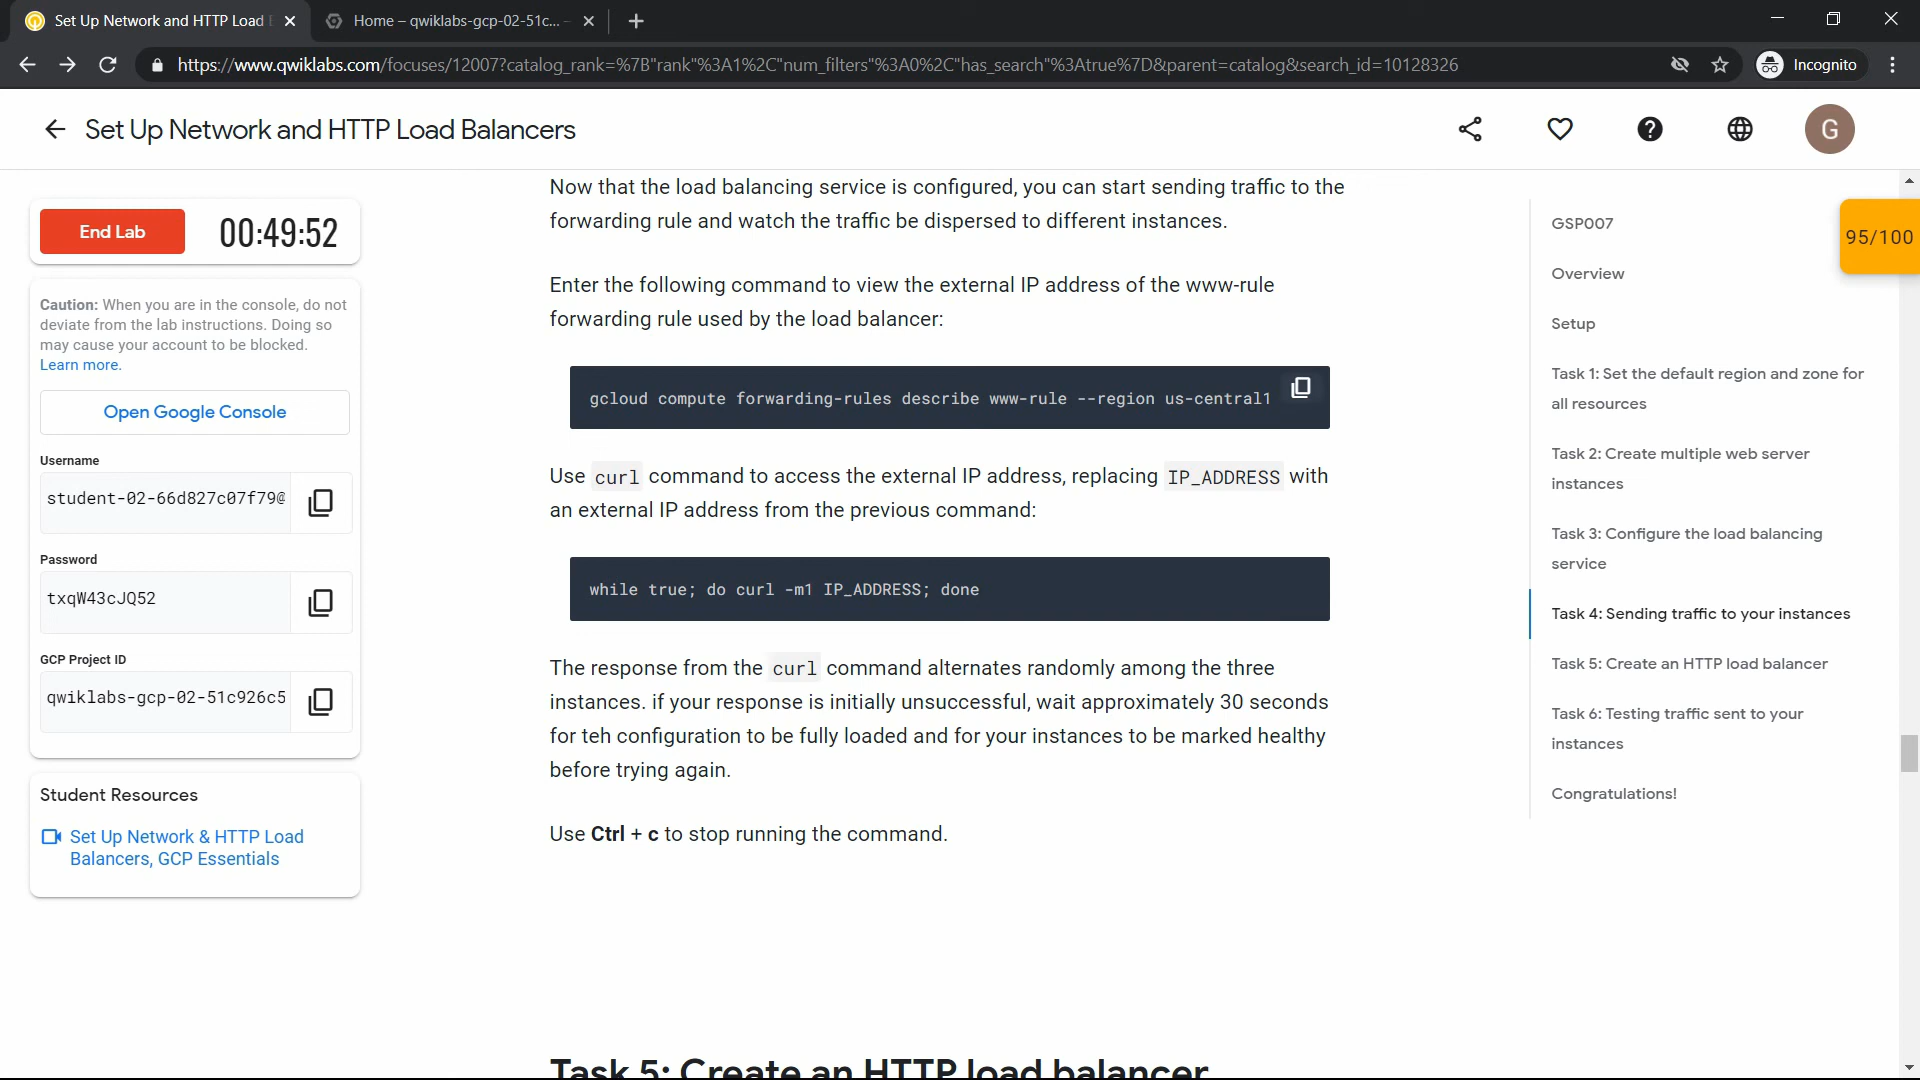 Set Up Network and HTTP Load
Home – qwiklabs-gcp-02-51c... –
https://www.qwiklabs.com/focuses/12007?catalog_rank=%7B"rank"%3A1%2C"num_filters"%3A0%2C"has_search"%3Atrue%7D&parent=catalog&search_id=10128326
Incognito
Set Up Network and HTTP Load Balancers
G
End Lab
00:49:52
Caution: When you are in the console, do not
deviate from the lab instructions. Doing so
may cause your account to be blocked.
Learn more.
Open Google Console
Username
student-02-66d827c07f79@
Password
txqW43cJQ52
GCP Project ID
qwiklabs-gcp-02-51c926c5
Student Resources
Set Up Network & HTTP Load
Balancers, GCP Essentials
Now that the load balancing service is configured, you can start sending traffic to the
forwarding rule and watch the traffic be dispersed to different instances.
Enter the following command to view the external IP address of the www-rule
forwarding rule used by the load balancer:
gcloud compute forwarding-rules describe www-rule --region us-central1
Use curl command to access the external IP address, replacing IP_ADDRESS with
an external IP address from the previous command:
while true; do curl -m1 IP_ADDRESS; done
The response from the curl command alternates randomly among the three
instances. if your response is initially unsuccessful, wait approximately 30 seconds
for teh configuration to be fully loaded and for your instances to be marked healthy
before trying again.
Use Ctrl + c to stop running the command.
Task 5: Create an HTTP load balancer
GSP007
Overview
Setup
Task 1: Set the default region and zone for
all resources
Task 2: Create multiple web server
instances
Task 3: Configure the load balancing
service
Task 4: Sending traffic to your instances
Task 5: Create an HTTP load balancer
Task 6: Testing traffic sent to your
instances
Congratulations!
95/100